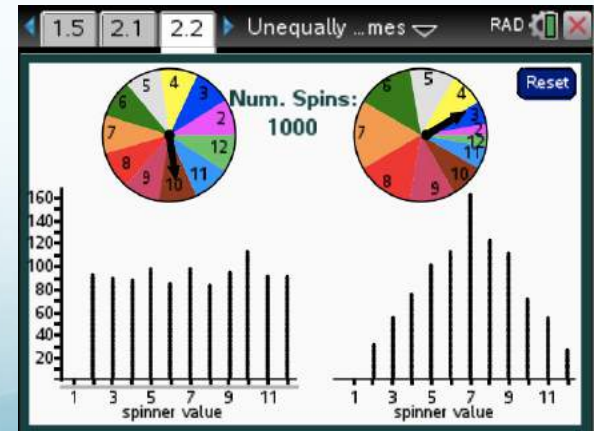 1.5 2.1 2.2 Unequally ...mes RAD
Reset
Num. Spins:
1000
5 4 3 2 12 11 10 9 8 7 6
5 4 3 2 12 11 10 9 8 7 6
160
140
120
100
80
60
40
20
1 3 5 7 9 11
spinner value
1 3 5 7 9 11
spinner value